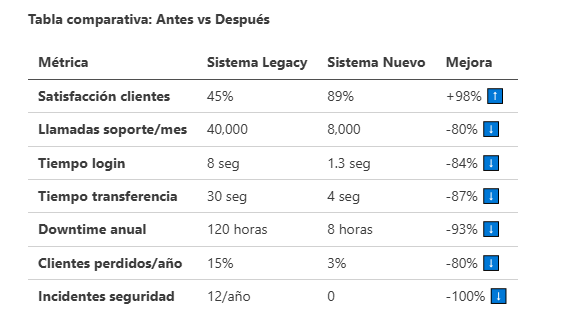 Tabla comparativa: Antes vs Después
Métrica Sistema Legacy Sistema Nuevo Mejora
Satisfacción clientes 45% 89% +98% ⬆️
Llamadas soporte/mes 40,000 8,000 -80% ⬇️
Tiempo login 8 seg 1.3 seg -84% ⬇️
Tiempo transferencia 30 seg 4 seg -87% ⬇️
Downtime anual 120 horas 8 horas -93% ⬇️
Clientes perdidos/año 15% 3% -80% ⬇️
Incidentes seguridad 12/año 0 -100% ⬇️